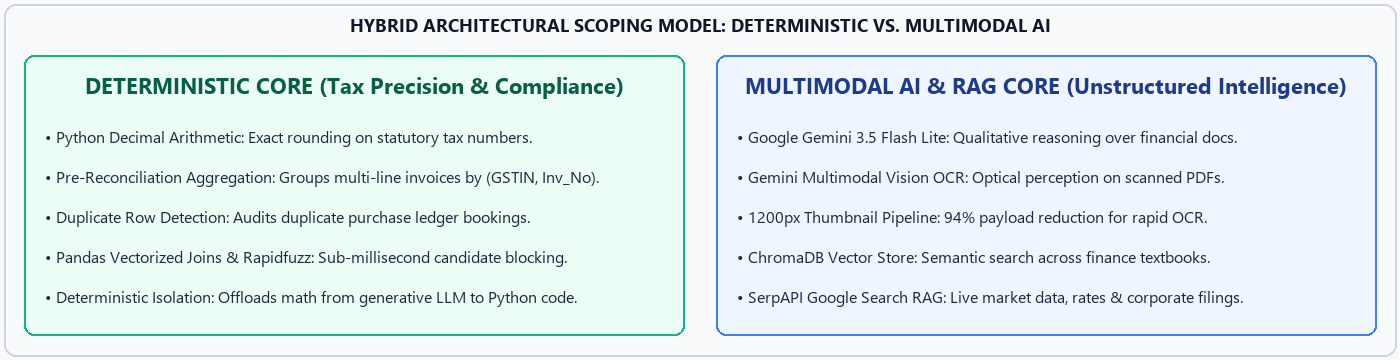 HYBRID ARCHITECTURAL SCOPING MODEL: DETERMINISTIC VS. MULTIMODAL AI
DETERMINISTIC CORE (Tax Precision & Compliance)
• Python Decimal Arithmetic: Exact rounding on statutory tax numbers.
• Pre-Reconciliation Aggregation: Groups multi-line invoices by (GSTIN, Inv_No).
• Duplicate Row Detection: Audits duplicate purchase ledger bookings.
• Pandas Vectorized Joins & Rapidfuzz: Sub-millisecond candidate blocking.
• Deterministic Isolation: Offloads math from generative LLM to Python code.
MULTIMODAL AI & RAG CORE (Unstructured Intelligence)
• Google Gemini 3.5 Flash Lite: Qualitative reasoning over financial docs.
• Gemini Multimodal Vision OCR: Optical perception on scanned PDFs.
• 1200px Thumbnail Pipeline: 94% payload reduction for rapid OCR.
• ChromaDB Vector Store: Semantic search across finance textbooks.
• SerpAPI Google Search RAG: Live market data, rates & corporate filings.